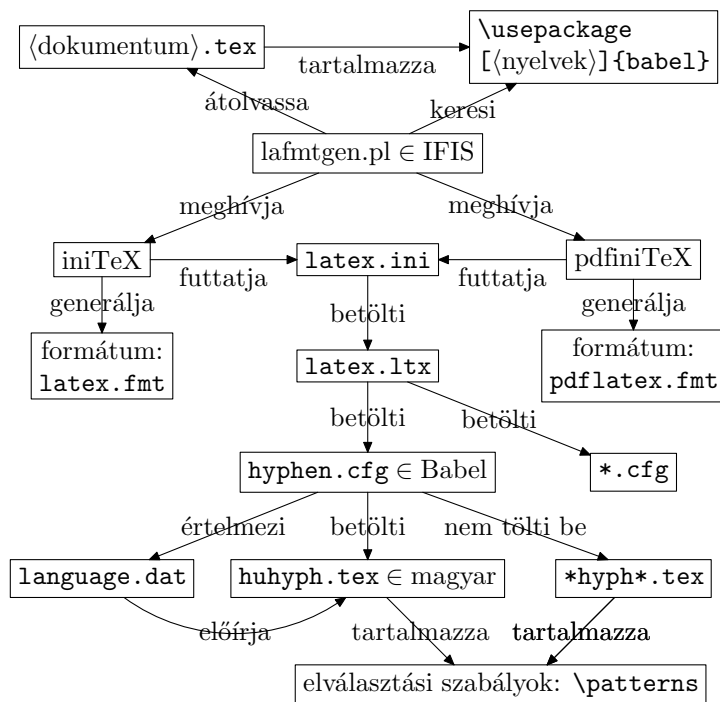 ⟨dokumentum⟩.tex
tartalmazza
\usepackage
[⟨nyelvek⟩]{babel}
átolvassa
keresi
lafmtgen.pl ∈ IFIS
meghívja
meghívja
iniTeX
futtatja
latex.ini
futtatja
pdfiniTeX
generálja
betölti
generálja
formátum:
latex.fmt
latex.ltx
formátum:
pdflatex.fmt
betölti
betölti
hyphen.cfg ∈ Babel
*.cfg
értelmezi
betölti
nem tölti be
language.dat
huhyph.tex ∈ magyar
*hyph*.tex
előírja
tartalmazza
tartalmazza
elválasztási szabályok: \patterns